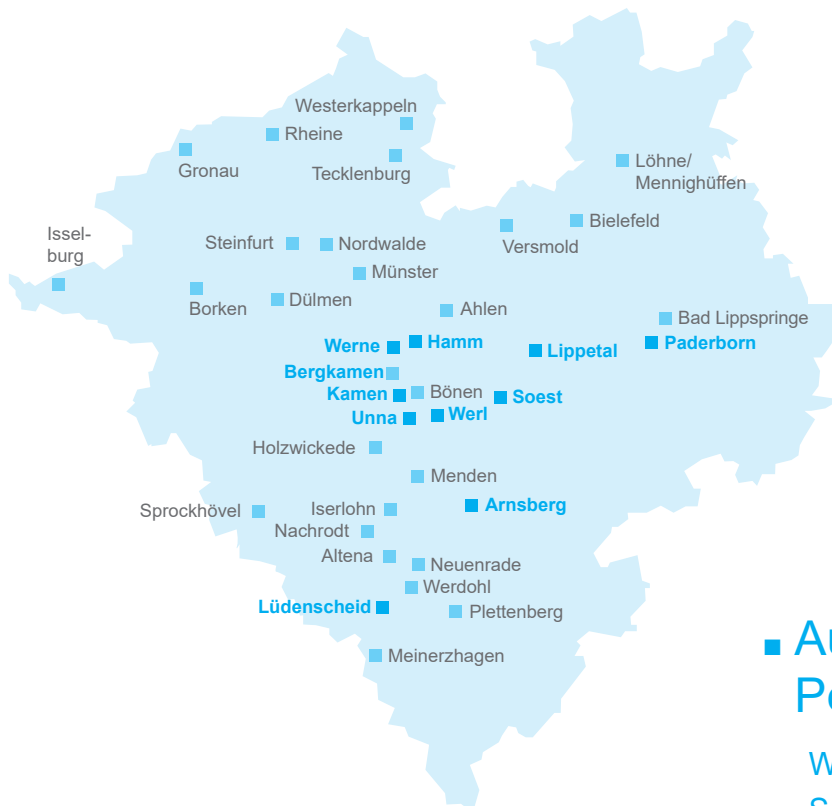 Westerkappeln
Rheine
Gronau
Tecklenburg
Löhne/
Mennighüffen
Bielefeld
Versmold
Issel-
burg
Steinfurt
Nordwalde
Münster
Borken
Dülmen
Ahlen
Bad Lippspringe
Werne
Hamm
Lippetal
Paderborn
Bergkamen
Kamen
Bönen
Soest
Unna
Werl
Holzwickede
Menden
Sprockhövel
Iserlohn
Arnsberg
Nachrodt
Altena
Neuenrade
Werdohl
Lüdenscheid
Plettenberg
Meinerzhagen